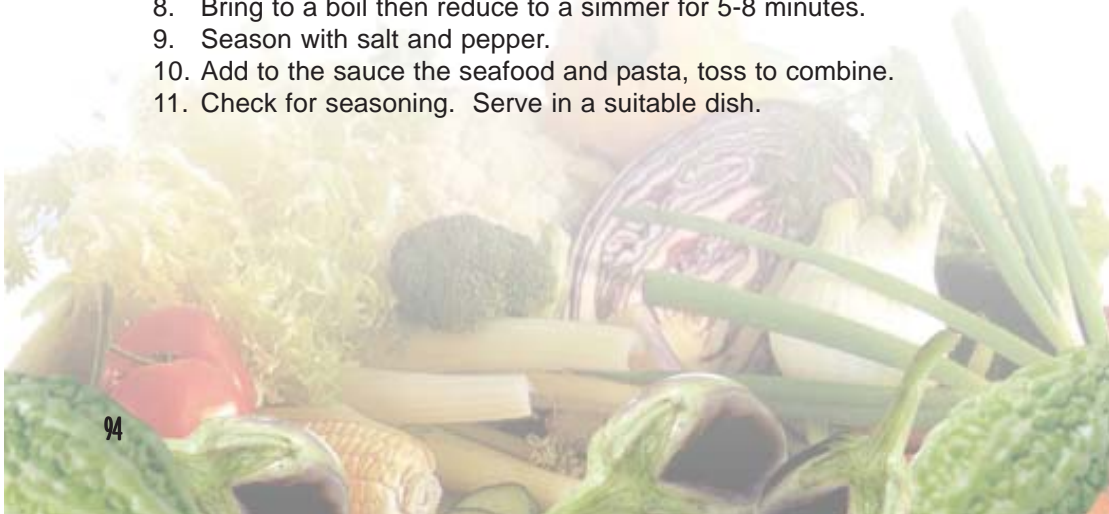 8. Bring to a boil then reduce to a simmer for 5-8 minutes.
9. Season with salt and pepper.
10. Add to the sauce the seafood and pasta, toss to combine.
11. Check for seasoning. Serve in a suitable dish.
94